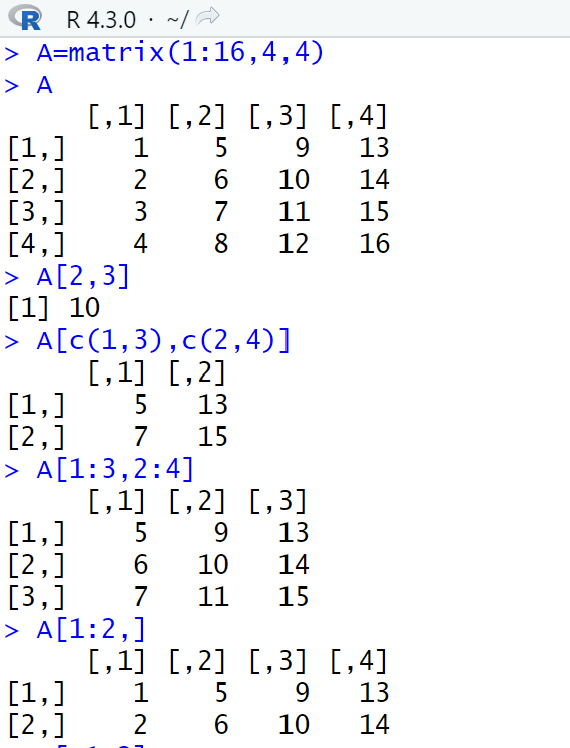 R 4.3.0 · ~/
> A=matrix(1:16,4,4)
> A
     [,1] [,2] [,3] [,4]
[1,]    1    5    9   13
[2,]    2    6   10   14
[3,]    3    7   11   15
[4,]    4    8   12   16
> A[2,3]
[1] 10
> A[c(1,3),c(2,4)]
     [,1] [,2]
[1,]    5   13
[2,]    7   15
> A[1:3,2:4]
     [,1] [,2] [,3]
[1,]    5    9   13
[2,]    6   10   14
[3,]    7   11   15
> A[1:2,]
     [,1] [,2] [,3] [,4]
[1,]    1    5    9   13
[2,]    2    6   10   14